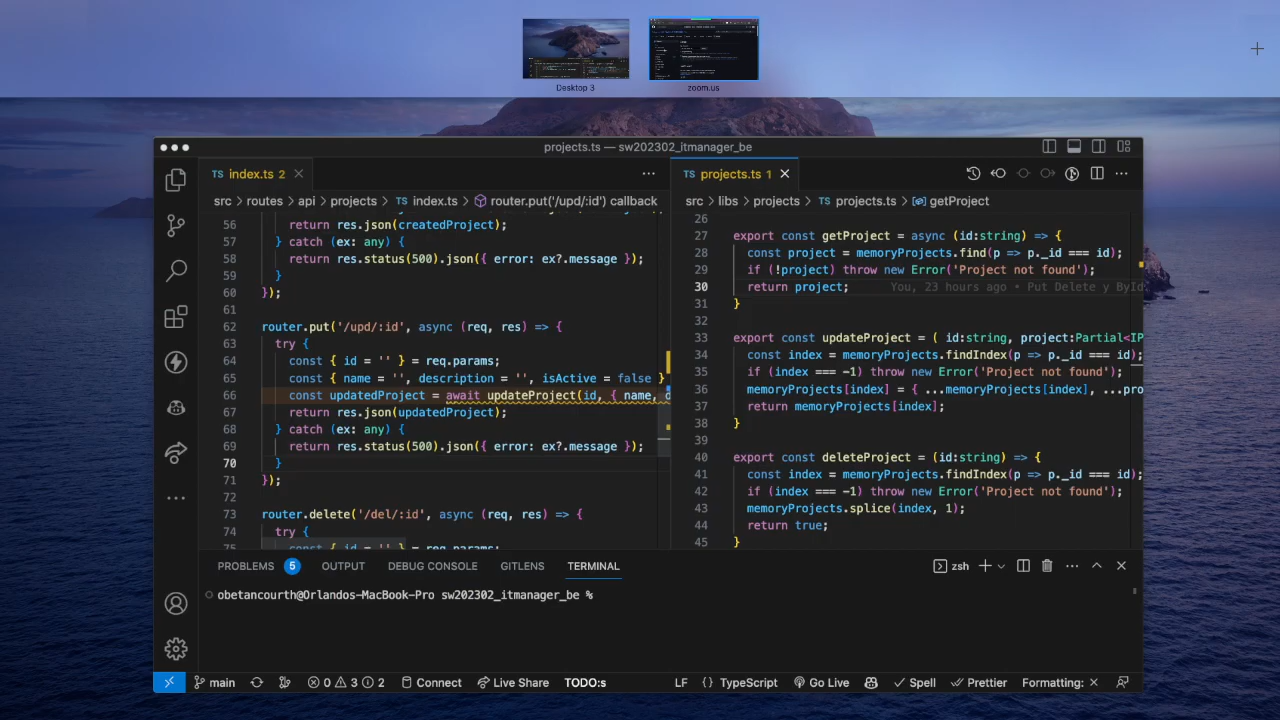 Desktop 3
zoom.us
projects.ts — sw202302_itmanager_be
TS index.ts 2
src > routes > api > projects > TS index.ts > router.put('/upd/:id') callback
56 return res.json(createdProject);
57 } catch (ex: any) {
58 return res.status(500).json({ error: ex?.message });
59 }
60 });
61
62 router.put('/upd/:id', async (req, res) => {
63 try {
64 const { id = '' } = req.params;
65 const { name = '', description = '', isActive = false }
66 const updatedProject = await updateProject(id, { name,
67 return res.json(updatedProject);
68 } catch (ex: any) {
69 return res.status(500).json({ error: ex?.message });
70 }
71 });
72
73 router.delete('/del/:id', async (req, res) => {
74 try {
75 const { id = '' } = req.params;
TS projects.ts 1
src > libs > projects > TS projects.ts > getProject
26
27 export const getProject = async (id:string) => {
28 const project = memoryProjects.find(p => p._id === id);
29 if (!project) throw new Error('Project not found');
30 return project; You, 23 hours ago • Put Delete y ById
31 }
32
33 export const updateProject = ( id:string, project:Partial<IP
34 const index = memoryProjects.findIndex(p => p._id === id);
35 if (index === -1) throw new Error('Project not found');
36 memoryProjects[index] = { ...memoryProjects[index], ...pro
37 return memoryProjects[index];
38 }
39
40 export const deleteProject = (id:string) => {
41 const index = memoryProjects.findIndex(p => p._id === id);
42 if (index === -1) throw new Error('Project not found');
43 memoryProjects.splice(index, 1);
44 return true;
45 }
PROBLEMS 5 OUTPUT DEBUG CONSOLE GITLENS TERMINAL zsh
obetancourth@Orlandos-MacBook-Pro sw202302_itmanager_be %
main 0 3 2 Connect Live Share TODO:s LF {} TypeScript Go Live Spell Prettier Formatting: ×